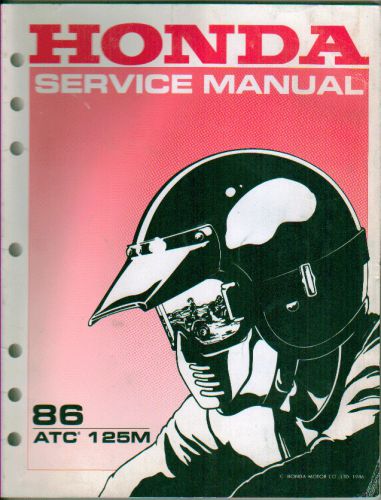 HONDA
SERVICE MANUAL
86
ATC® 125M
© HONDA MOTOR CO., LTD. 1986